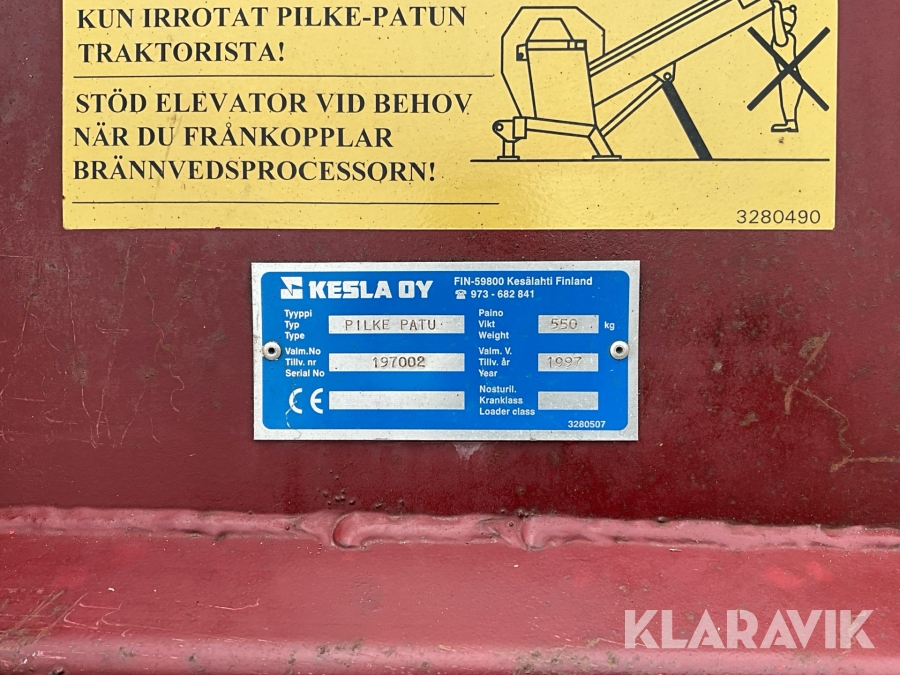 KUN IRROTAT PILKE-PATUN
TRAKTORISTA!
STÖD ELEVATOR VID BEHOV
NÄR DU FRÅNKOPPLAR
BRÄNNVEDSPROCESSORN!
3280490
KESLA OY
FIN-59800 Kesälahti Finland
☎ 973 - 682 841
Tyyppi
Typ
Type
PILKE PATU
Paino
Vikt
Weight
550 kg
Valm.No
Tillv. nr
Serial No
197002
Valm. V.
Tillv. år
Year
1997
CE
Nosturil.
Kranklass
Loader class
3280507
KLARAVIK